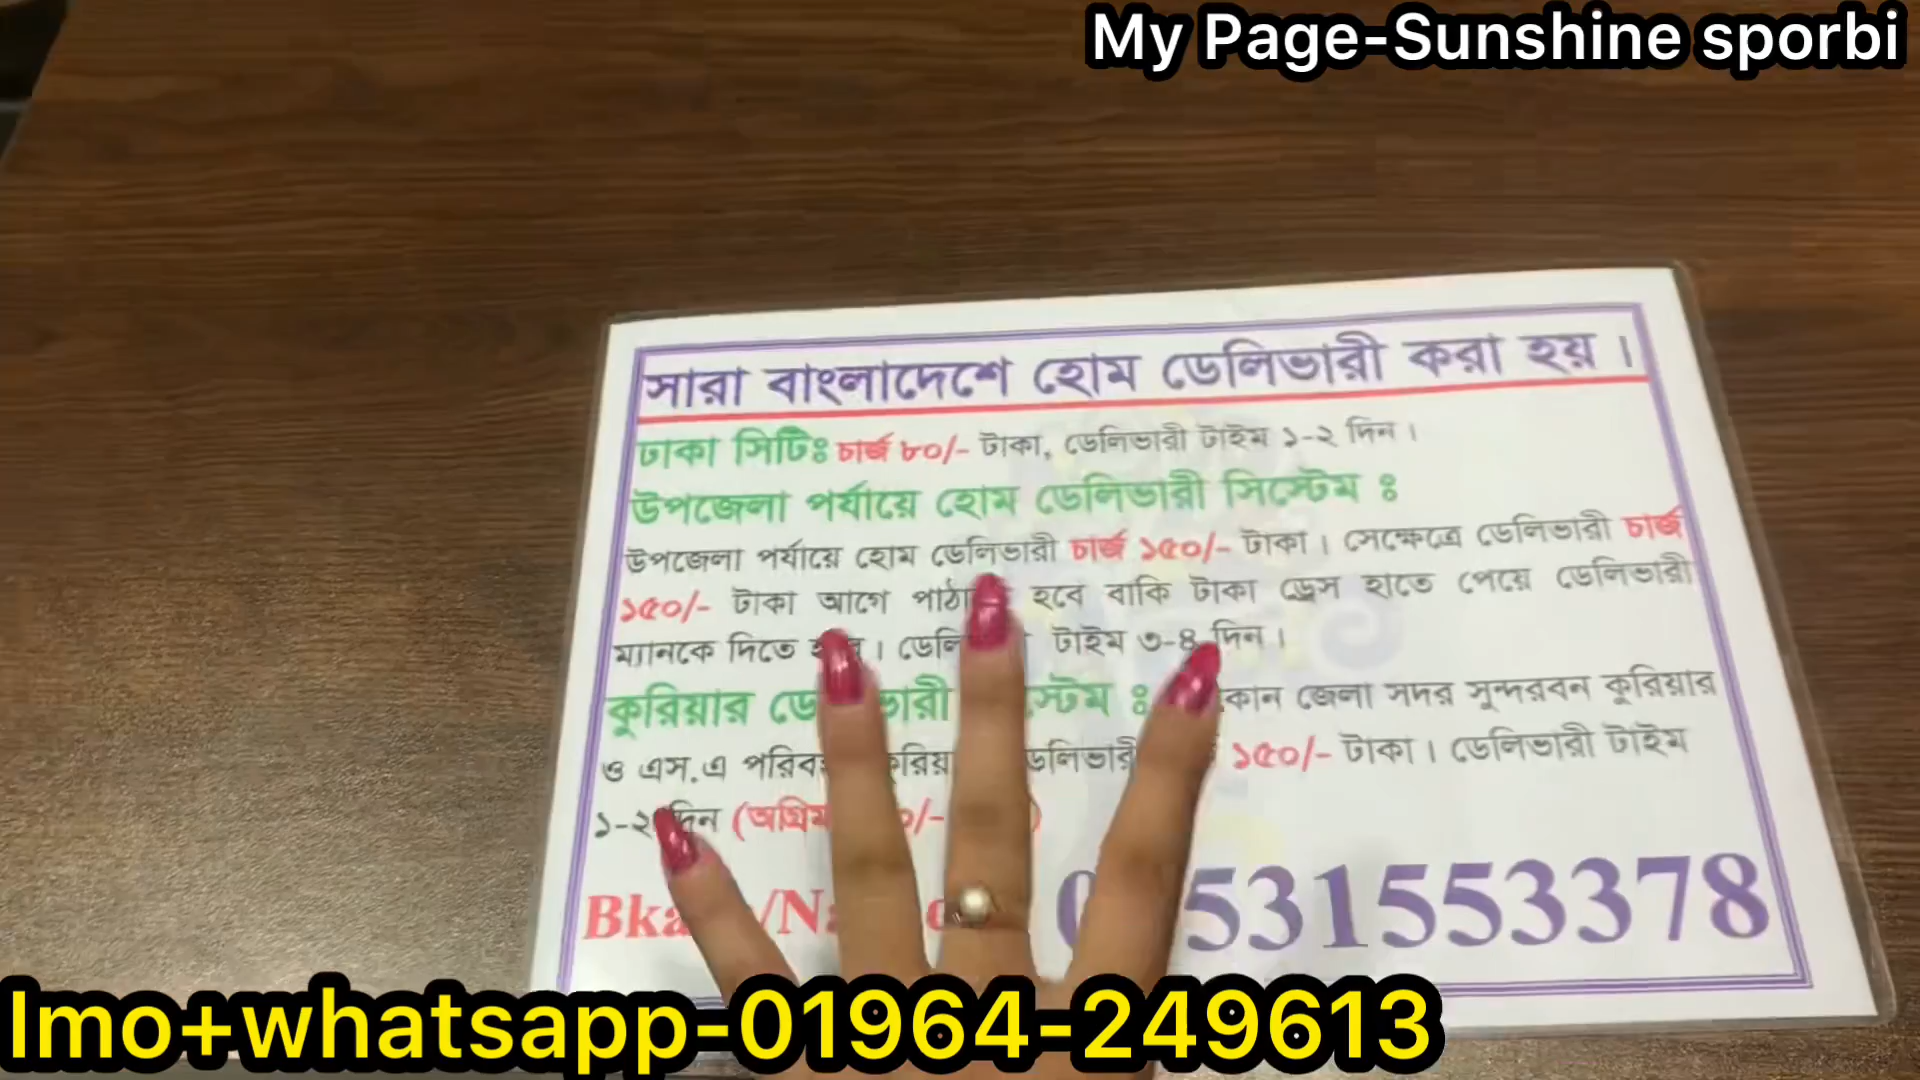 My Page-Sunshine sporbi
সারা বাংলাদেশে হোম ডেলিভারী করা হয় ।
ঢাকা সিটিঃ চার্জ ৮০/- টাকা, ডেলিভারী টাইম ১-২ দিন ।
উপজেলা পর্যায়ে হোম ডেলিভারী সিস্টেম ঃ
উপজেলা পর্যায়ে হোম ডেলিভারী চার্জ ১৫০/- টাকা । সেক্ষেত্রে ডেলিভারী চার্জ
১৫০/- টাকা আগে হবে বাকি টাকা ড্রেস হাতে পেয়ে ডেলিভারী
ম্যানকে দিতে । টাইম ৩-৪ দিন ।
কুরিয়ার ঃ জেলা সদর সুন্দরবন কুরিয়ার
ও এস.এ ১৫০/- টাকা । ডেলিভারী টাইম
১-২ দিন
531553378
Imo+whatsapp-01964-249613